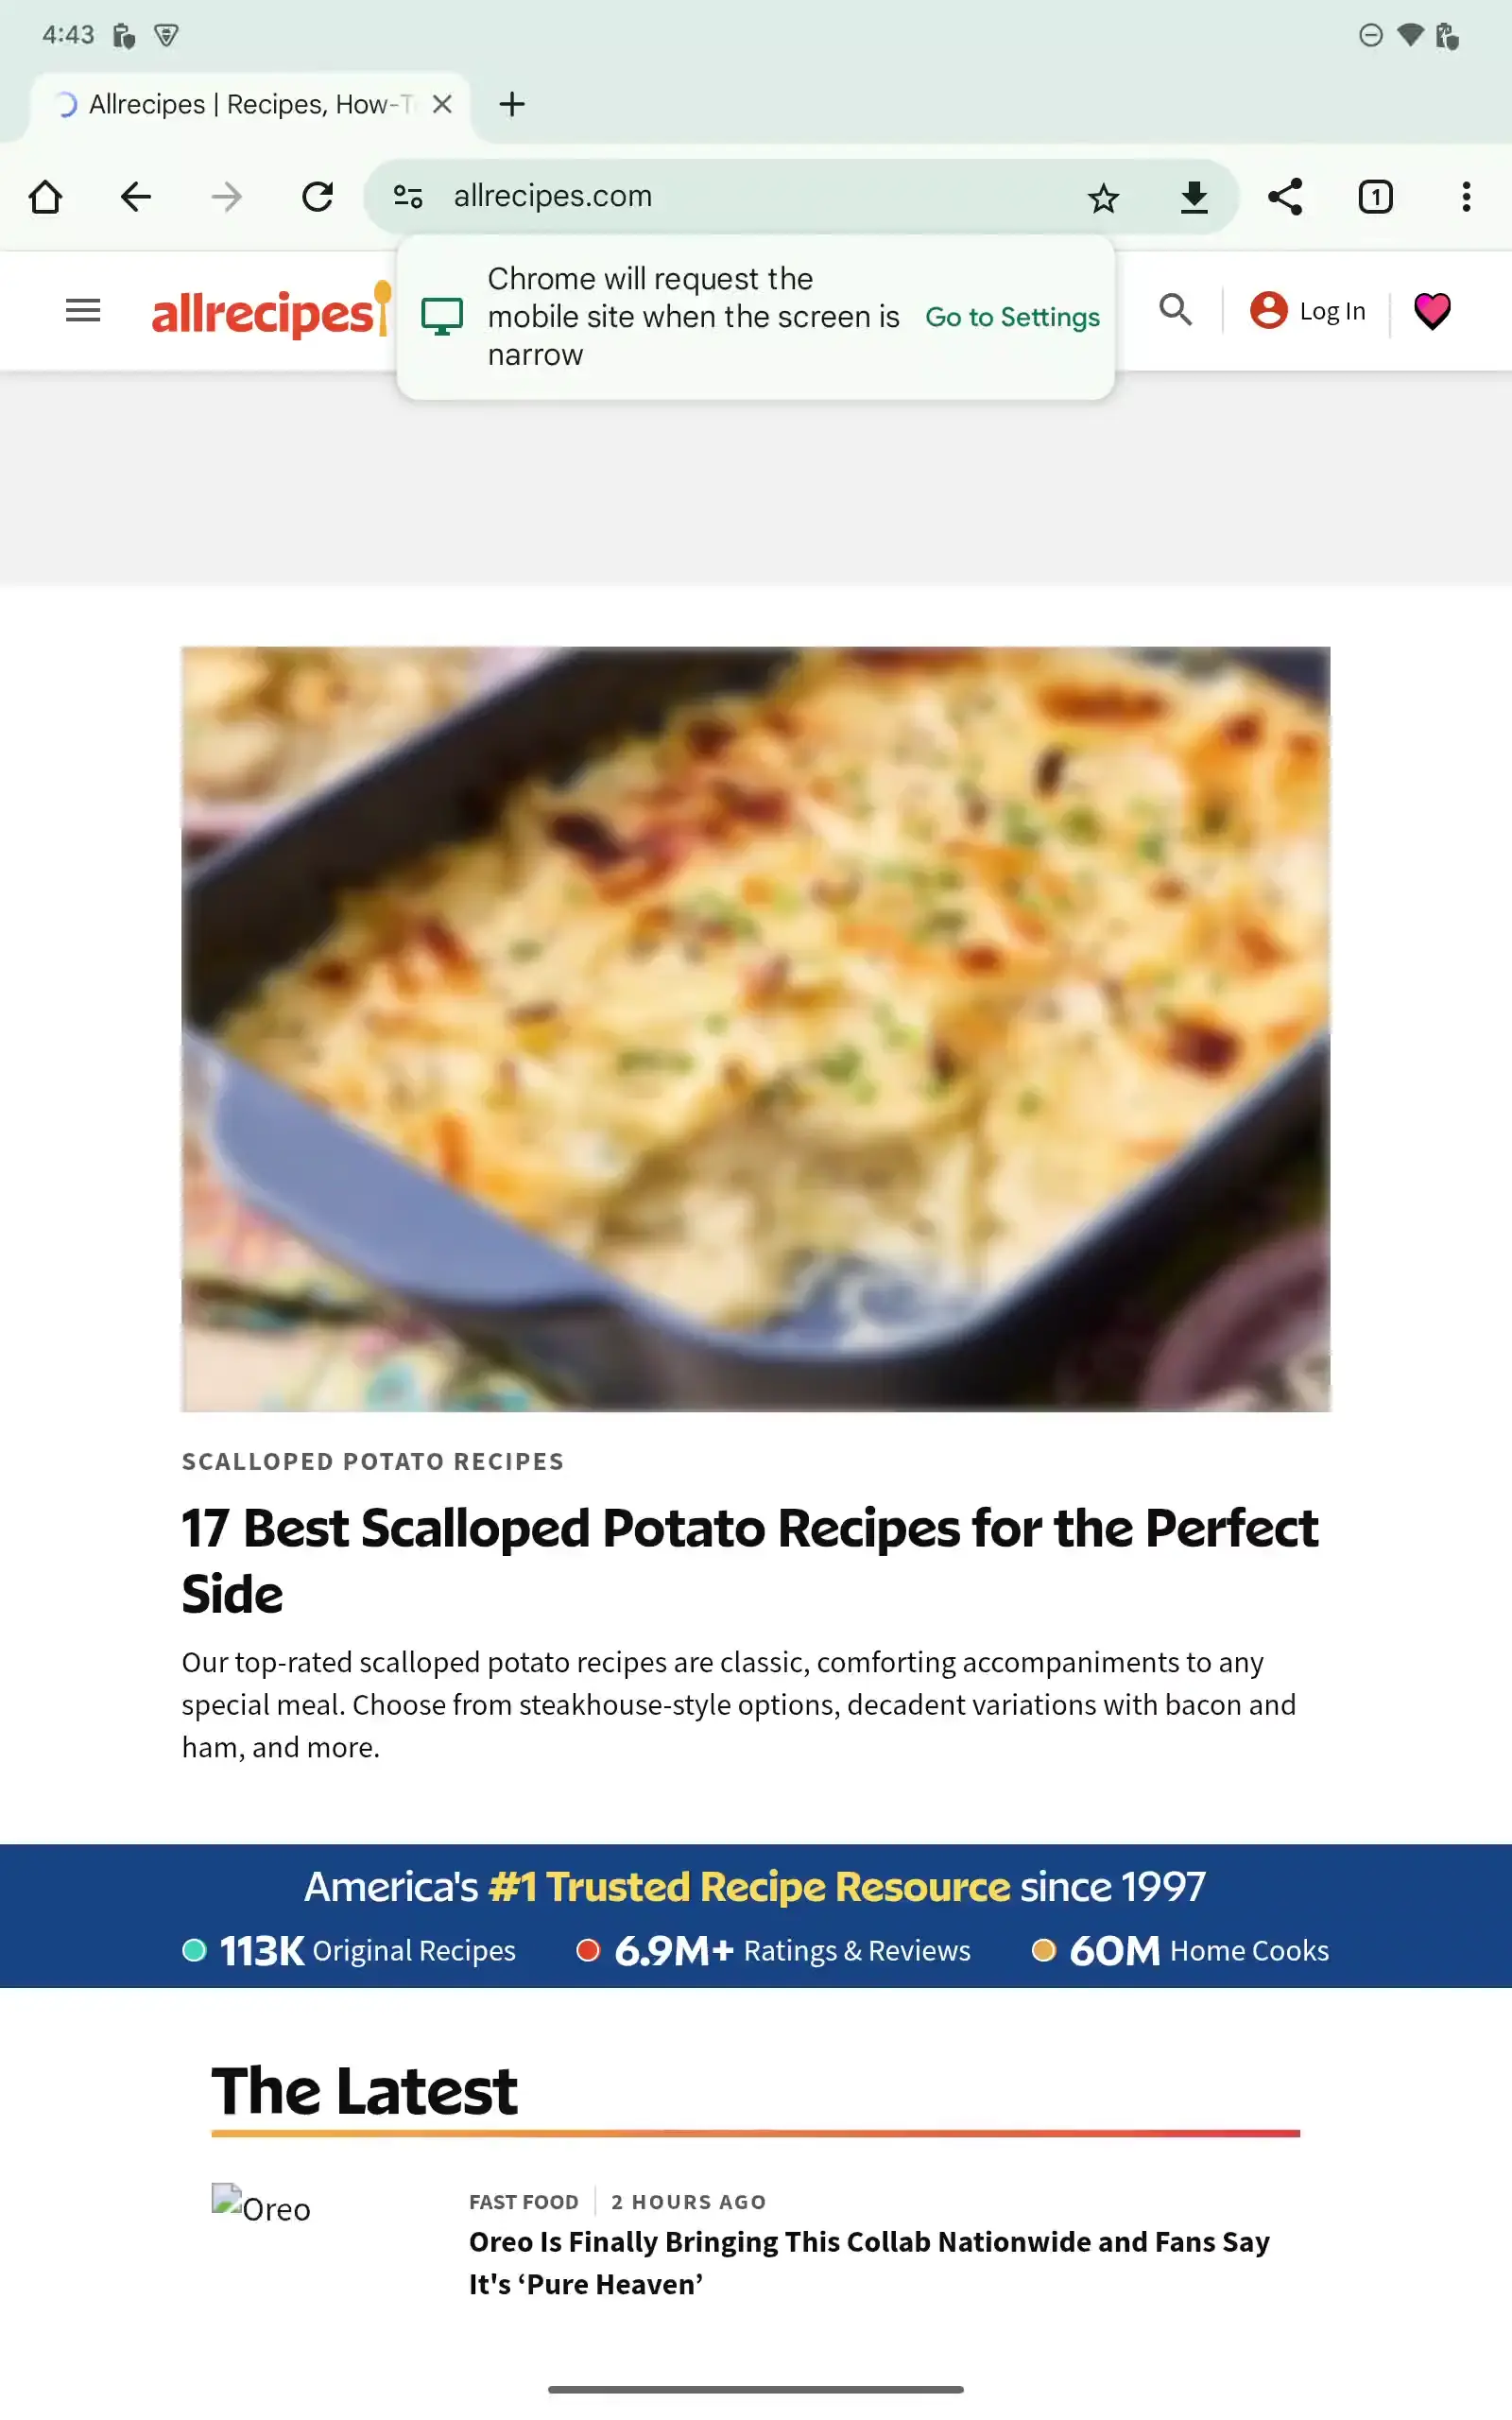 4:43
Allrecipes | Recipes, How-T
allrecipes.com
1
Chrome will request the
mobile site when the screen is
narrow
Go to Settings
allrecipes
Log In
SCALLOPED POTATO RECIPES
17 Best Scalloped Potato Recipes for the Perfect
Side
Our top-rated scalloped potato recipes are classic, comforting accompaniments to any
special meal. Choose from steakhouse-style options, decadent variations with bacon and
ham, and more.
America's #1 Trusted Recipe Resource since 1997
113K Original Recipes 6.9M+ Ratings & Reviews 60M Home Cooks
The Latest
Oreo
FAST FOOD 2 HOURS AGO
Oreo Is Finally Bringing This Collab Nationwide and Fans Say
It's ‘Pure Heaven’